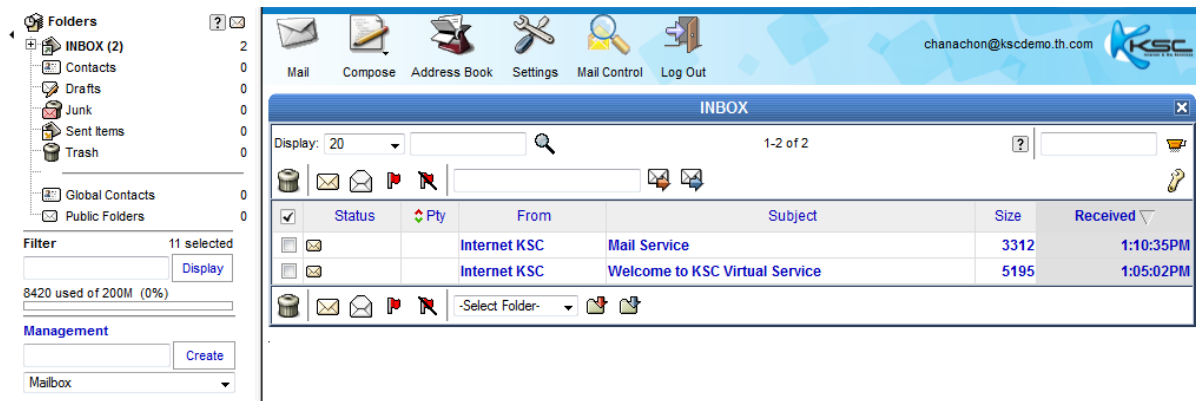 Folders ?
INBOX (2) 2
Contacts 0
Drafts 0
Junk 0
Sent Items 0
Trash 0
Global Contacts 0
Public Folders 0
Filter 11 selected
Display
8420 used of 200M (0%)
Management
Create
Mailbox
Mail Compose Address Book Settings Mail Control Log Out
chanachon@kscdemo.th.com
KSC
INBOX
Display: 20 1-2 of 2 ?
Status Pty From Subject Size Received
Internet KSC Mail Service 3312 1:10:35PM
Internet KSC Welcome to KSC Virtual Service 5195 1:05:02PM
-Select Folder-